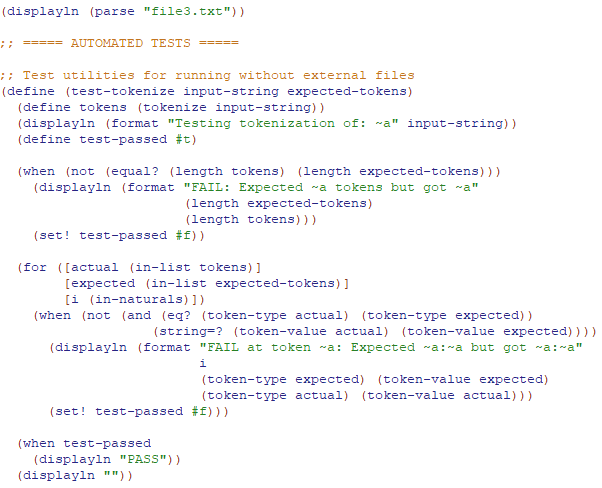 (displayln (parse "file3.txt"))

;; ===== AUTOMATED TESTS =====

;; Test utilities for running without external files
(define (test-tokenize input-string expected-tokens)
  (define tokens (tokenize input-string))
  (displayln (format "Testing tokenization of: ~a" input-string))
  (define test-passed #t)

  (when (not (equal? (length tokens) (length expected-tokens)))
    (displayln (format "FAIL: Expected ~a tokens but got ~a"
                       (length expected-tokens)
                       (length tokens)))
    (set! test-passed #f))

  (for ([actual (in-list tokens)]
        [expected (in-list expected-tokens)]
        [i (in-naturals)])
    (when (not (and (eq? (token-type actual) (token-type expected))
                   (string=? (token-value actual) (token-value expected))))
      (displayln (format "FAIL at token ~a: Expected ~a:~a but got ~a:~a"
                         i
                         (token-type expected) (token-value expected)
                         (token-type actual) (token-value actual)))
      (set! test-passed #f)))

  (when test-passed
    (displayln "PASS"))
  (displayln ""))